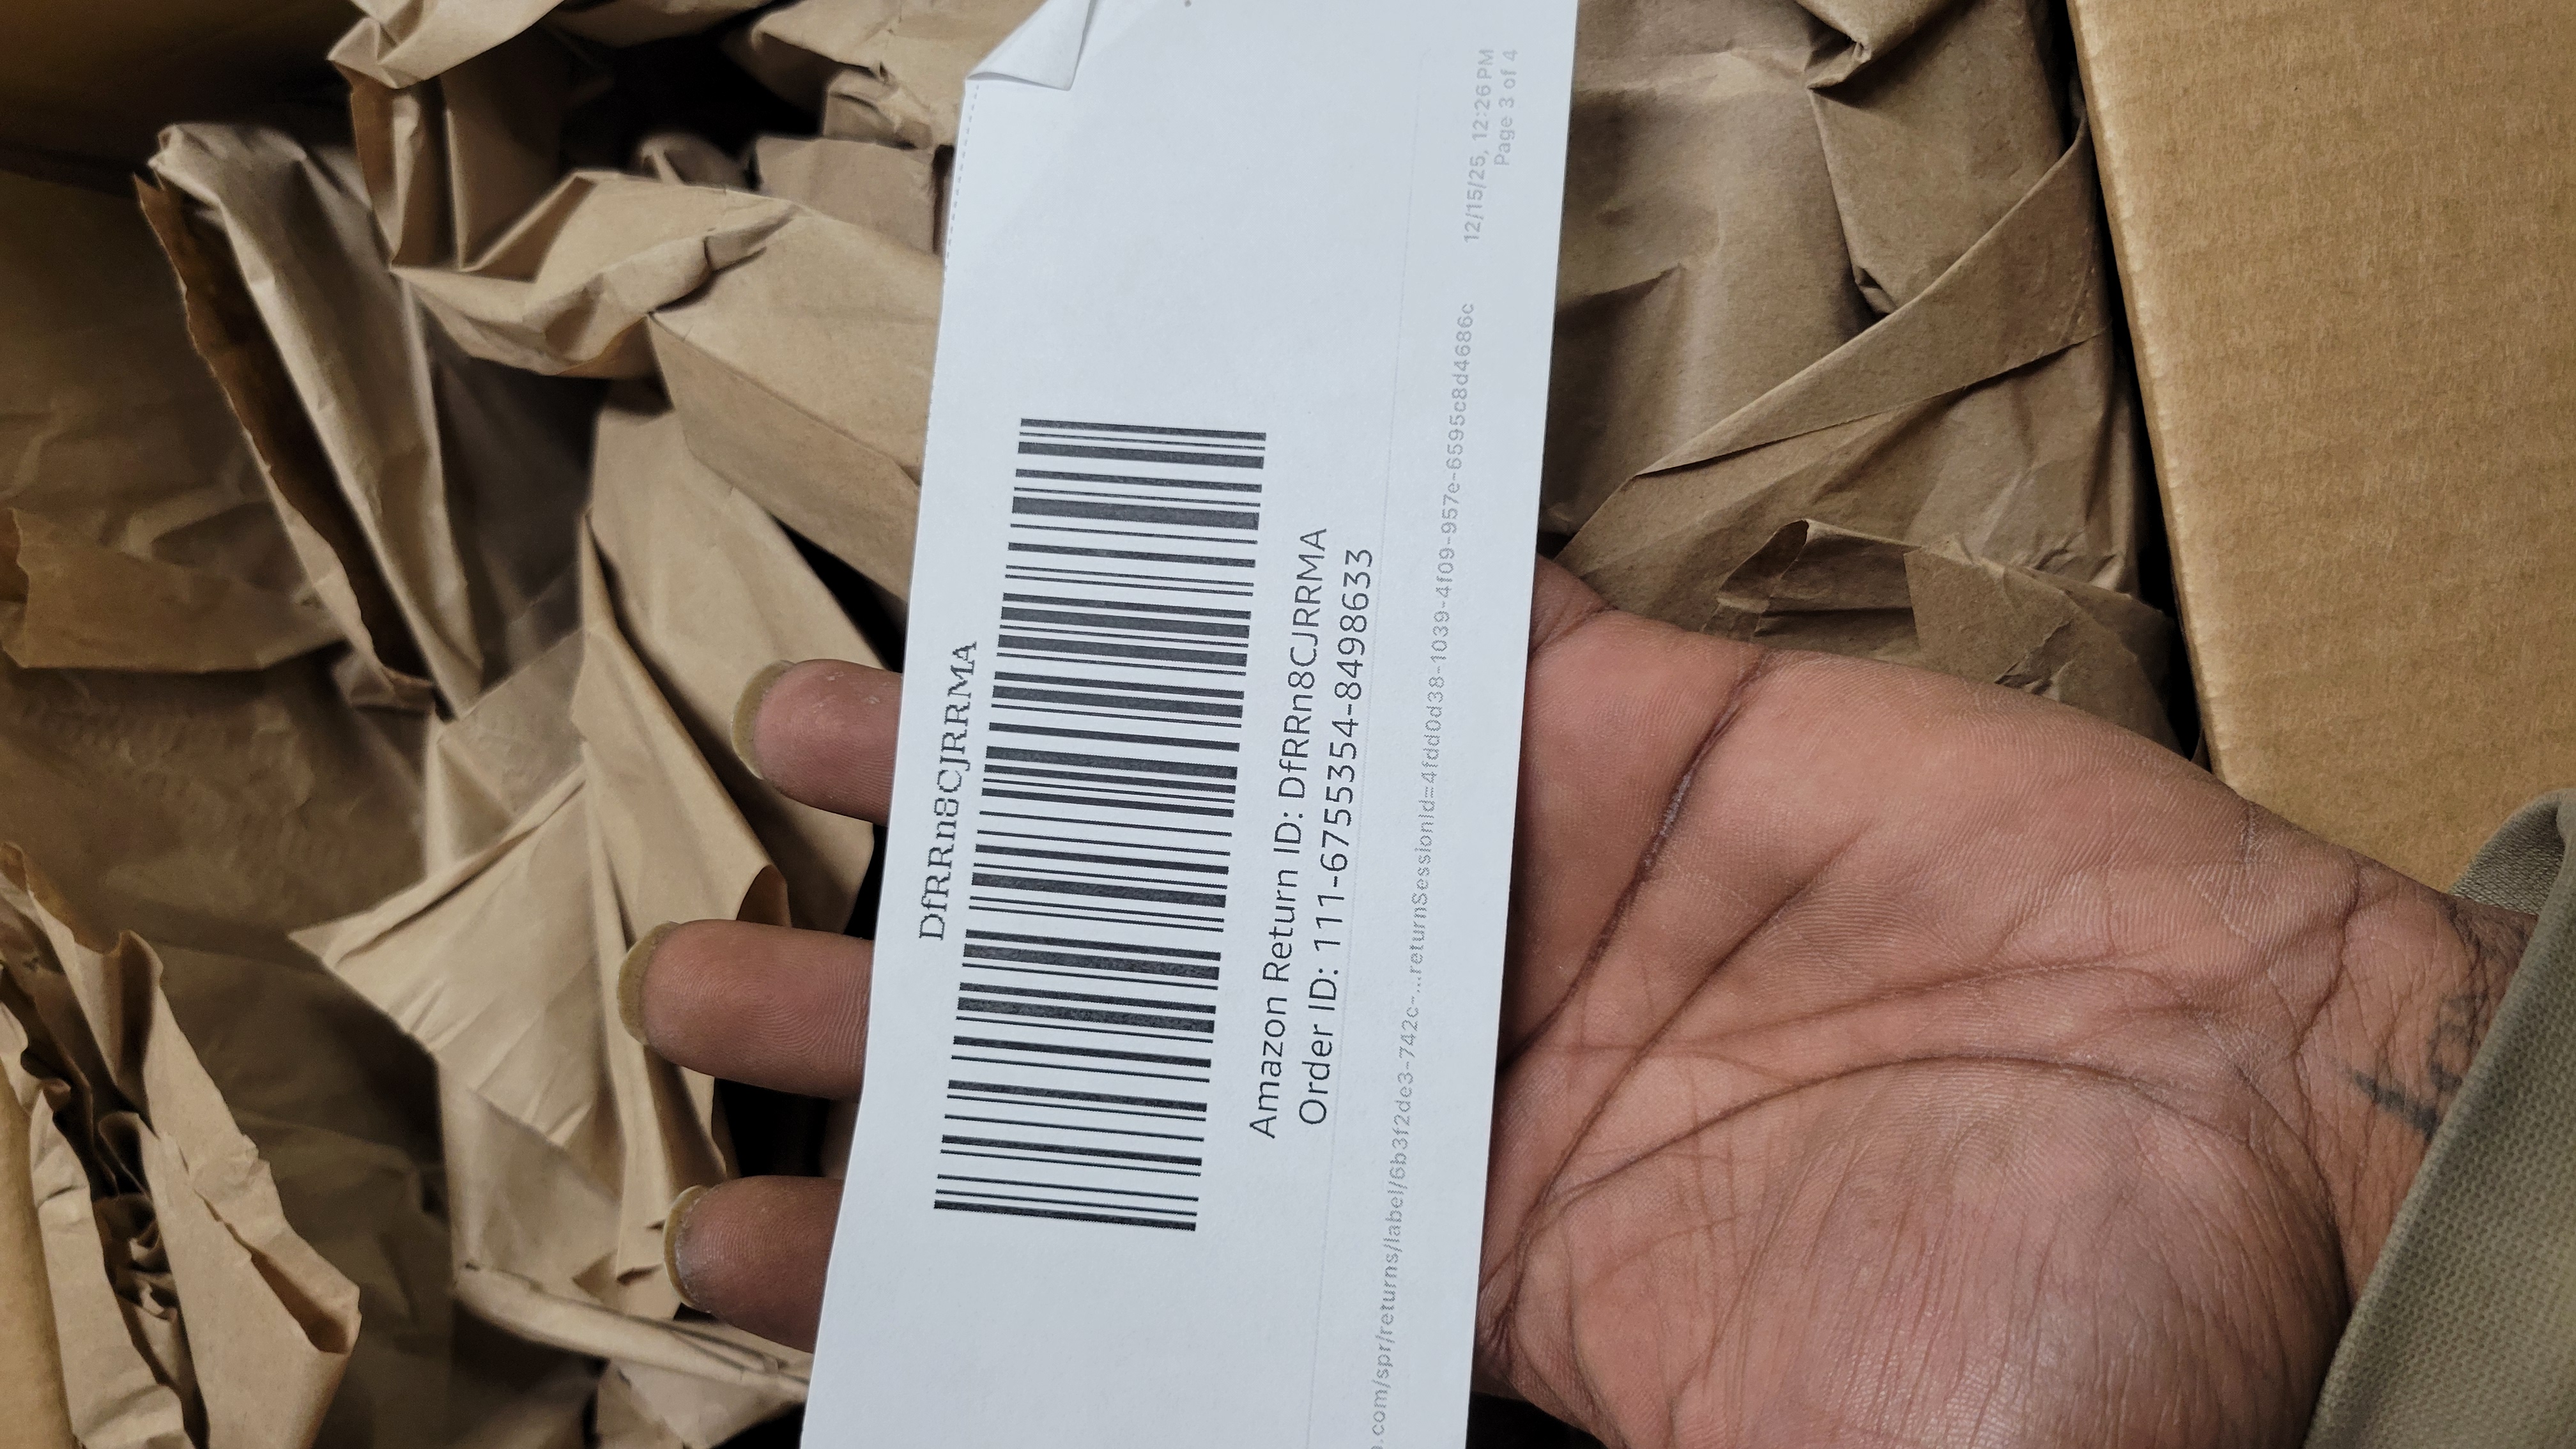 DfRRn8CJRRMA
Amazon Return ID: DfRRn8CJRRMA
Order ID: 111-6755354-8498633
.com/spr/returns/label/6b3f2de3-742c-...returnSessionId=4fdd0d38-1039-4f09-957e-6595c8d4686c
12/15/25, 12:26 PM
Page 3 of 4